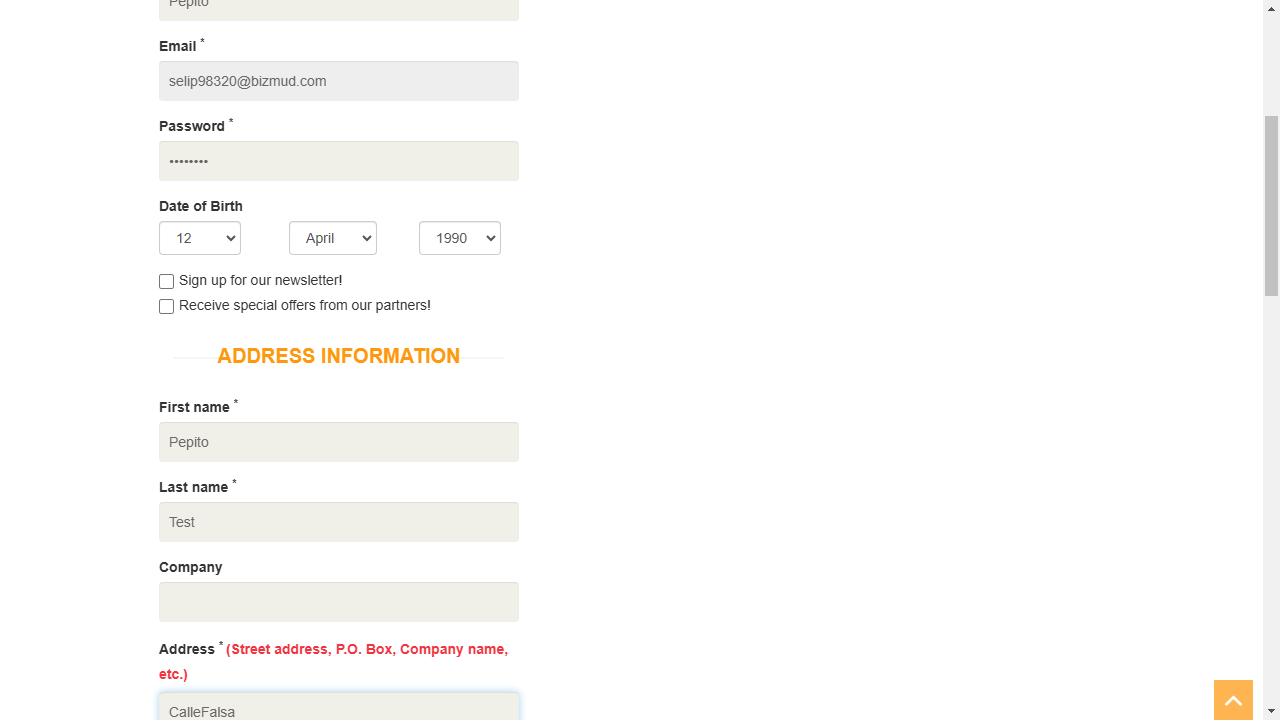 Pepito
Email *
selip98320@bizmud.com
Password *
••••••••
Date of Birth
12 April 1990
Sign up for our newsletter!
Receive special offers from our partners!
ADDRESS INFORMATION
First name *
Pepito
Last name *
Test
Company
Address * (Street address, P.O. Box, Company name,
etc.)
CalleFalsa